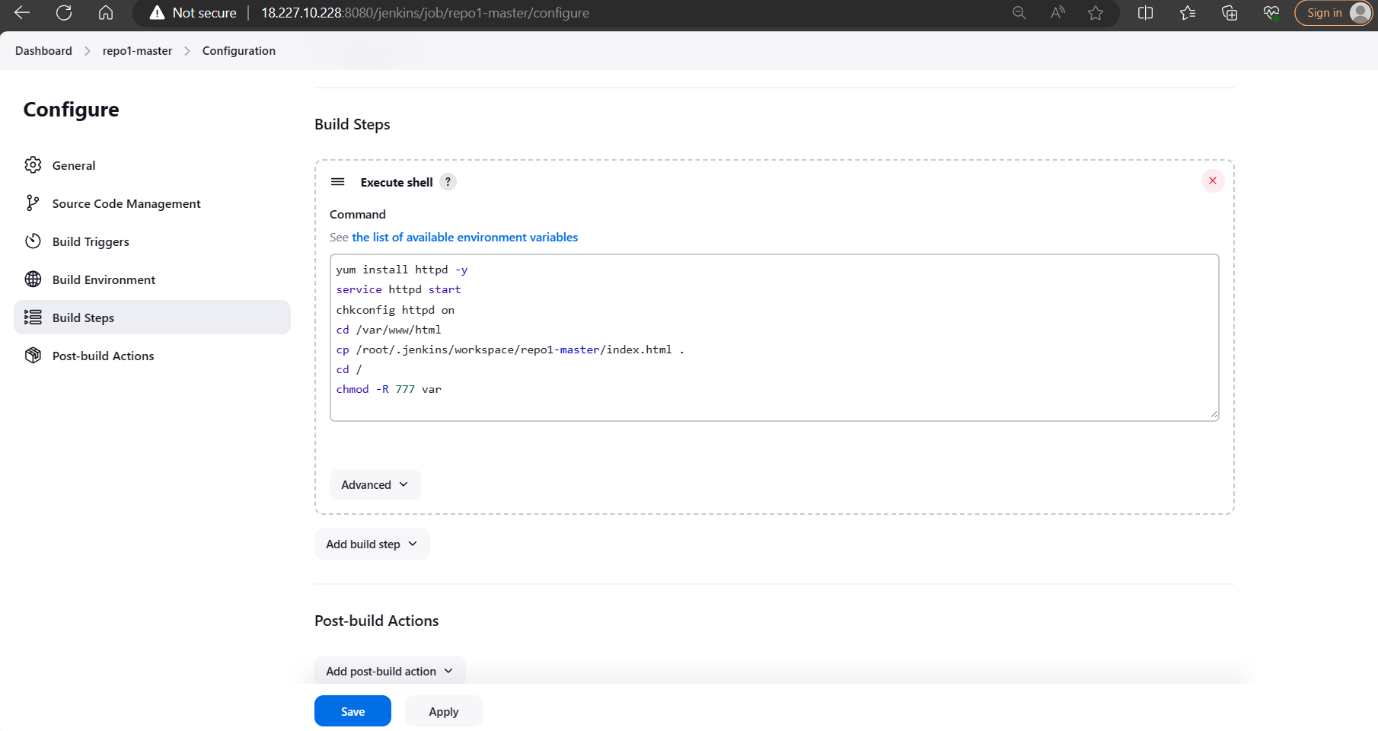 Not secure
18.227.10.228:8080/jenkins/job/repo1-master/configure
Sign in
Dashboard > repo1-master > Configuration
Configure
General
Source Code Management
Build Triggers
Build Environment
Build Steps
Post-build Actions
Build Steps
Execute shell ?
Command
See the list of available environment variables
yum install httpd -y
service httpd start
chkconfig httpd on
cd /var/www/html
cp /root/.jenkins/workspace/repo1-master/index.html .
cd /
chmod -R 777 var
Advanced
Add build step
Post-build Actions
Add post-build action
Save
Apply